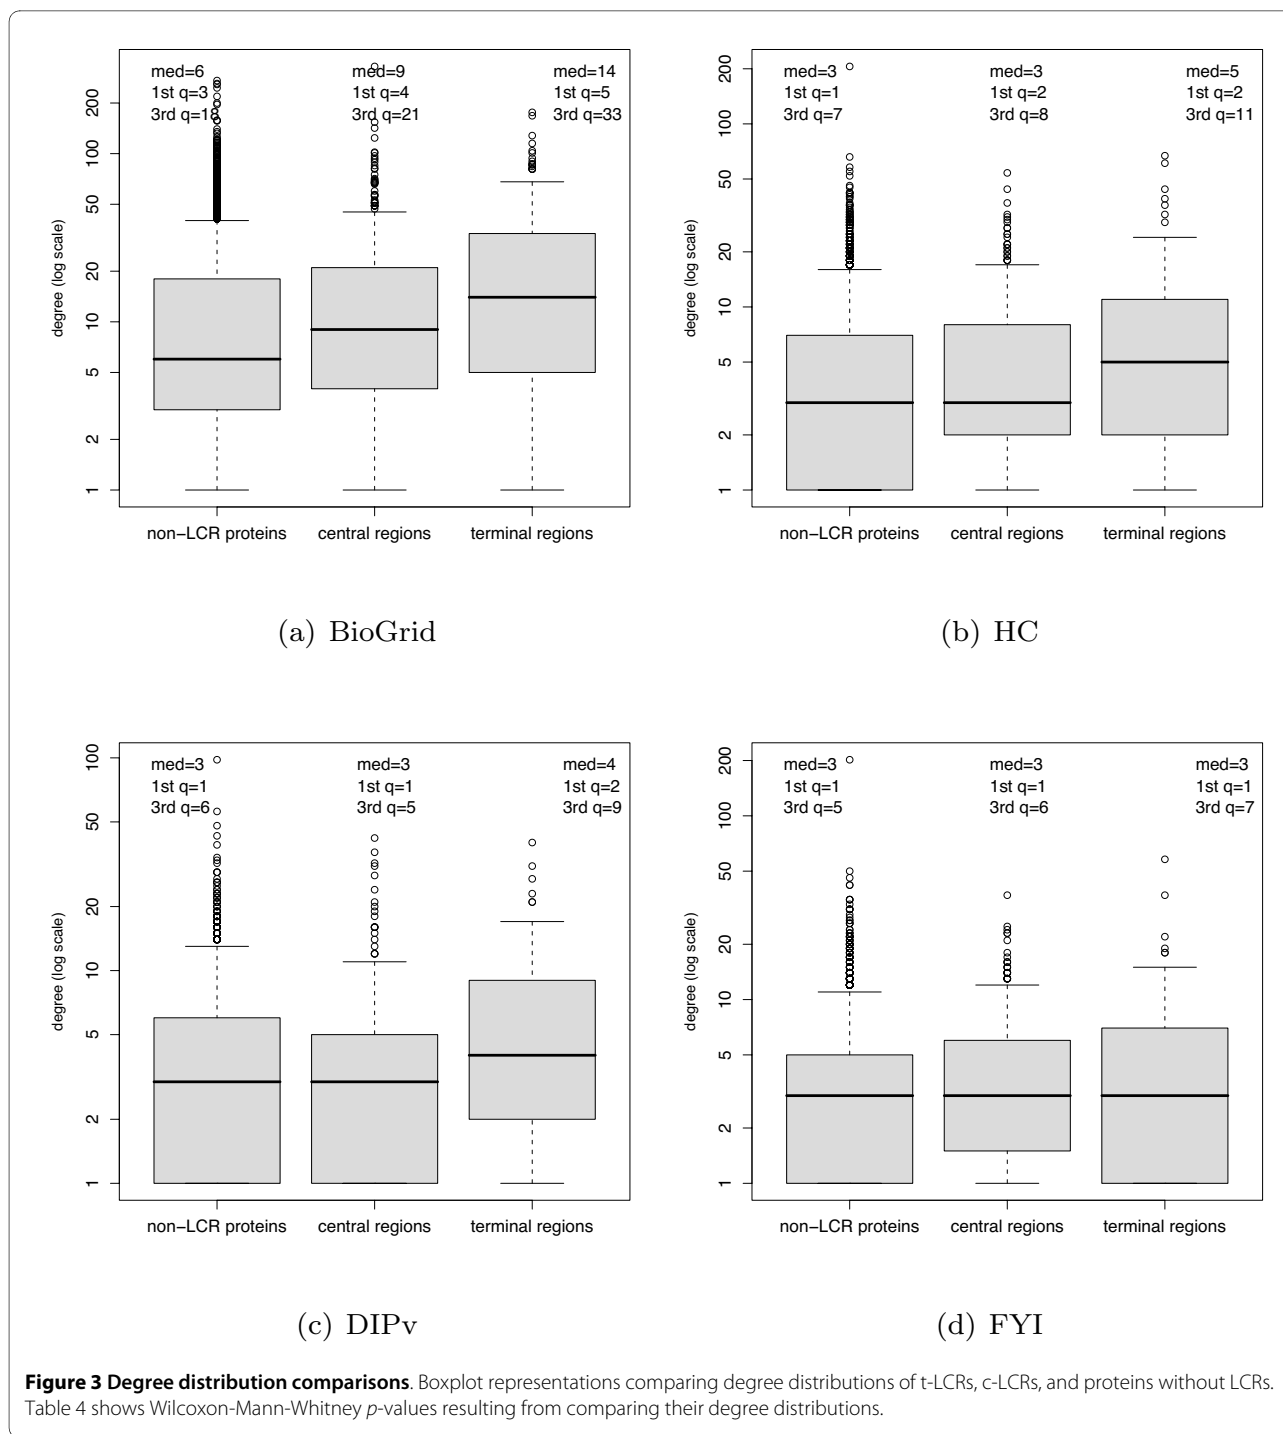 med=6 med=9 med=14
1st q=3 1st q=4 1st q=5
3rd q=18 3rd q=21 3rd q=33
degree (log scale)
200
100
50
20
10
5
2
1
non−LCR proteins central regions terminal regions
(a) BioGrid
med=3 med=3 med=5
1st q=1 1st q=2 1st q=2
3rd q=7 3rd q=8 3rd q=11
degree (log scale)
200
100
50
20
10
5
2
1
non−LCR proteins central regions terminal regions
(b) HC
med=3 med=3 med=4
1st q=1 1st q=1 1st q=2
3rd q=6 3rd q=5 3rd q=9
degree (log scale)
100
50
20
10
5
2
1
non−LCR proteins central regions terminal regions
(c) DIPv
med=3 med=3 med=3
1st q=1 1st q=1 1st q=1
3rd q=5 3rd q=6 3rd q=7
degree (log scale)
200
100
50
20
10
5
2
1
non−LCR proteins central regions terminal regions
(d) FYI
Figure 3 Degree distribution comparisons. Boxplot representations comparing degree distributions of t-LCRs, c-LCRs, and proteins without LCRs.
Table 4 shows Wilcoxon-Mann-Whitney p-values resulting from comparing their degree distributions.